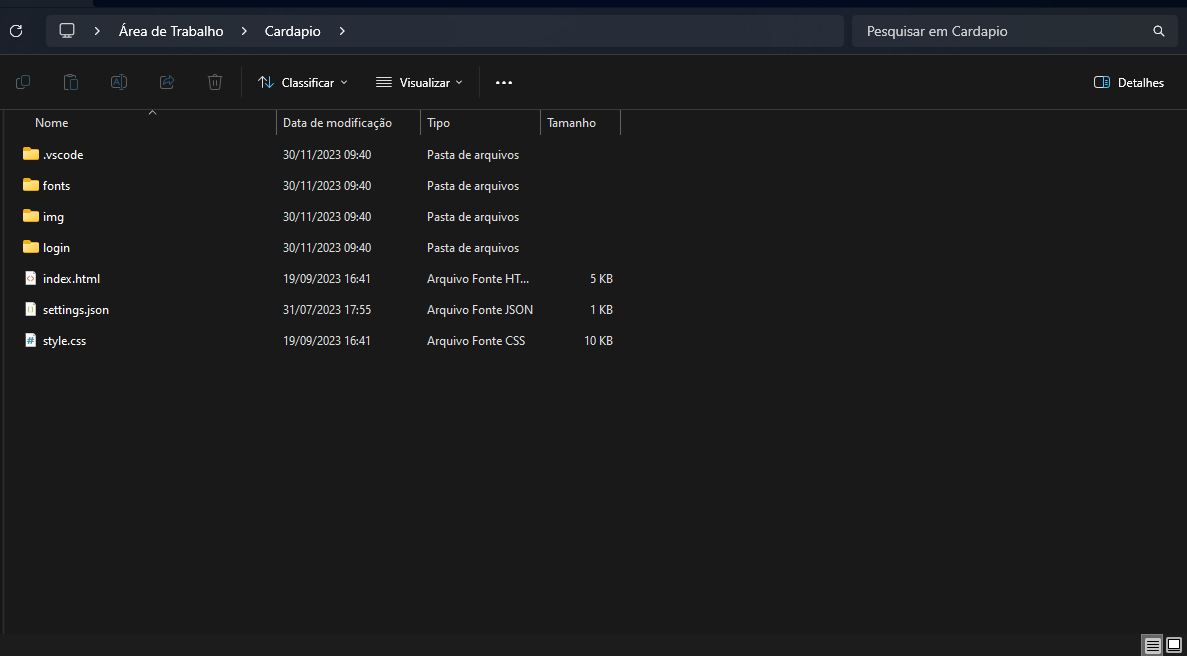 Área de Trabalho Cardapio Pesquisar em Cardapio
Classificar Visualizar Detalhes
Nome Data de modificação Tipo Tamanho
.vscode 30/11/2023 09:40 Pasta de arquivos
fonts 30/11/2023 09:40 Pasta de arquivos
img 30/11/2023 09:40 Pasta de arquivos
login 30/11/2023 09:40 Pasta de arquivos
index.html 19/09/2023 16:41 Arquivo Fonte HT... 5 KB
settings.json 31/07/2023 17:55 Arquivo Fonte JSON 1 KB
style.css 19/09/2023 16:41 Arquivo Fonte CSS 10 KB